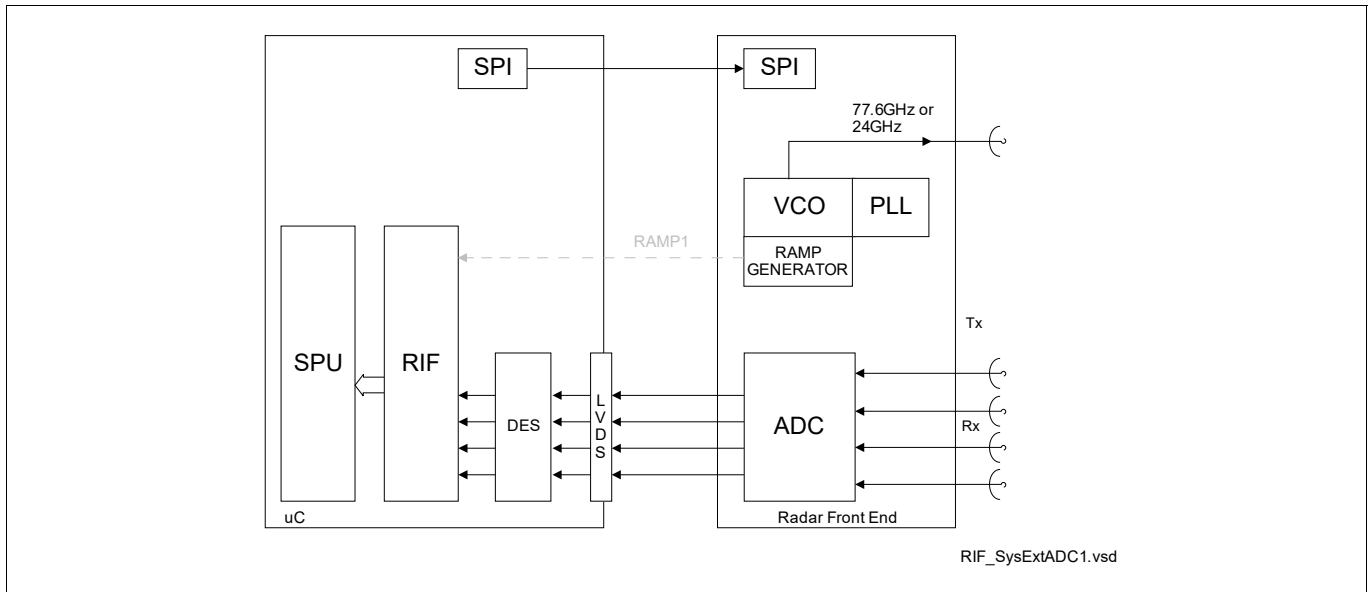 SPI
SPI
77.6GHz or
24GHz
VCO
PLL
RAMP1
RAMP
GENERATOR
Tx
SPU
RIF
DES
L
V
D
S
ADC
Rx
uC
Radar Front End
RIF_SysExtADC1.vsd